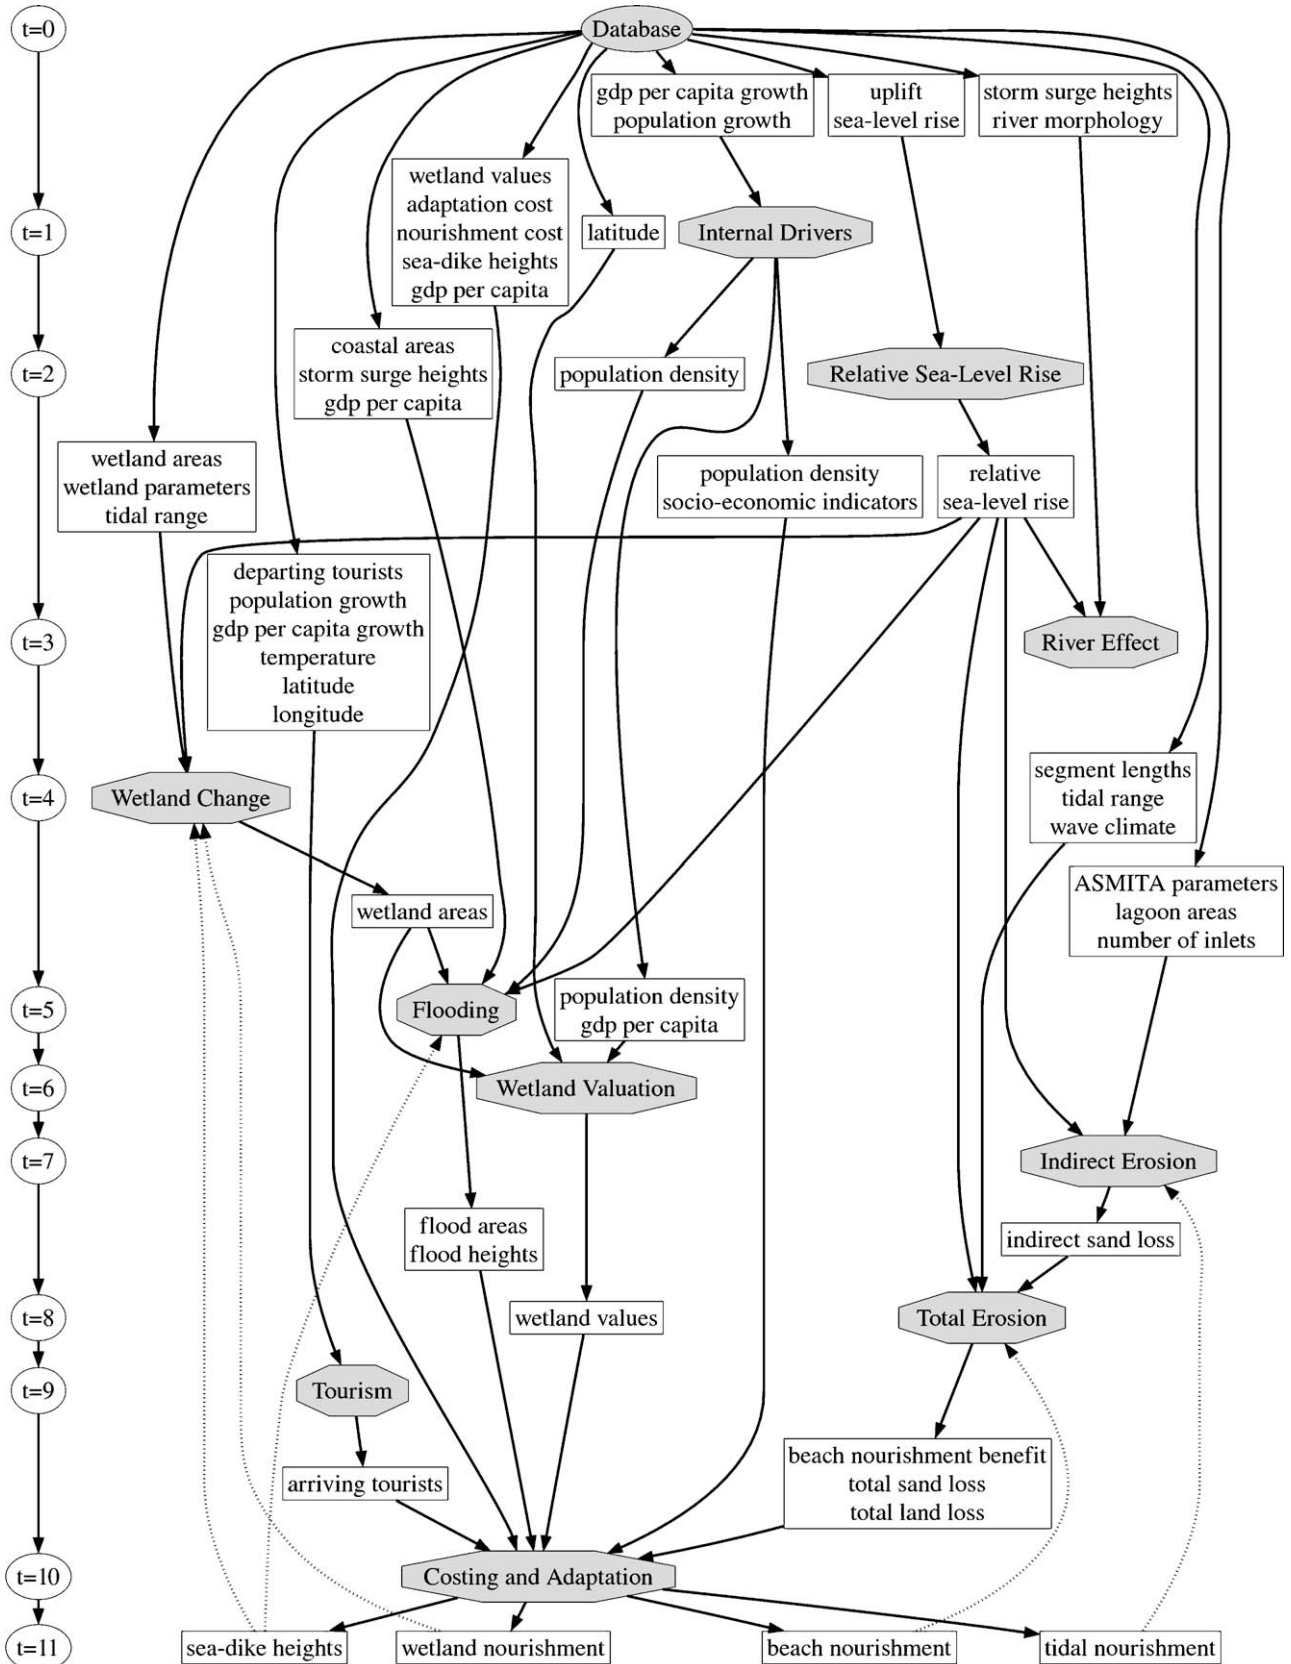 t=0
Database
gdp per capita growth
population growth
uplift
sea-level rise
storm surge heights
river morphology
wetland values
adaptation cost
nourishment cost
sea-dike heights
gdp per capita
t=1
latitude
Internal Drivers
coastal areas
storm surge heights
gdp per capita
t=2
population density
Relative Sea-Level Rise
wetland areas
wetland parameters
tidal range
population density
socio-economic indicators
relative
sea-level rise
departing tourists
population growth
gdp per capita growth
temperature
latitude
longitude
t=3
River Effect
segment lengths
tidal range
wave climate
t=4
Wetland Change
wetland areas
ASMITA parameters
lagoon areas
number of inlets
t=5
Flooding
population density
gdp per capita
t=6
Wetland Valuation
t=7
Indirect Erosion
flood areas
flood heights
indirect sand loss
t=8
wetland values
Total Erosion
t=9
Tourism
arriving tourists
beach nourishment benefit
total sand loss
total land loss
t=10
Costing and Adaptation
t=11
sea-dike heights
wetland nourishment
beach nourishment
tidal nourishment